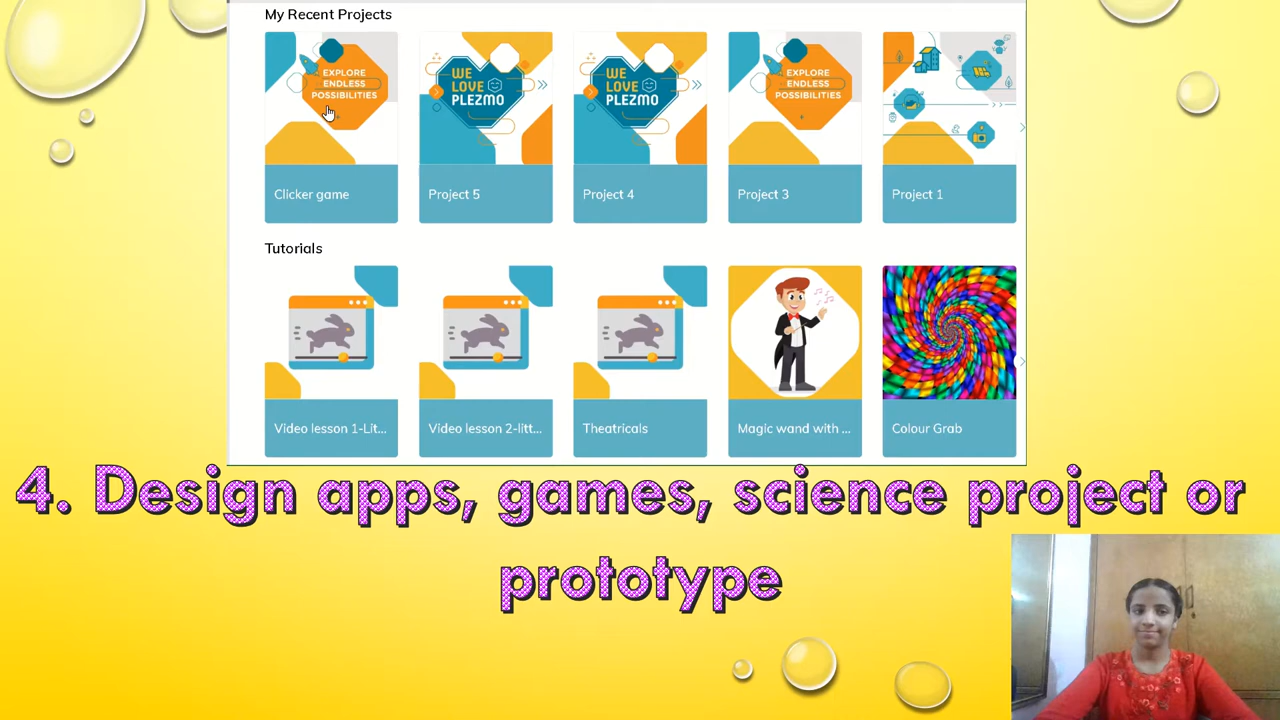 My Recent Projects
EXPLORE
ENDLESS
POSSIBILITIES
WE
LOVE
PLEZMO
WE
LOVE
PLEZMO
EXPLORE
ENDLESS
POSSIBILITIES
Clicker game
Project 5
Project 4
Project 3
Project 1
Tutorials
Video lesson 1-Lit...
Video lesson 2-litt...
Theatricals
Magic wand with ...
Colour Grab
4. Design apps, games, science project or
prototype